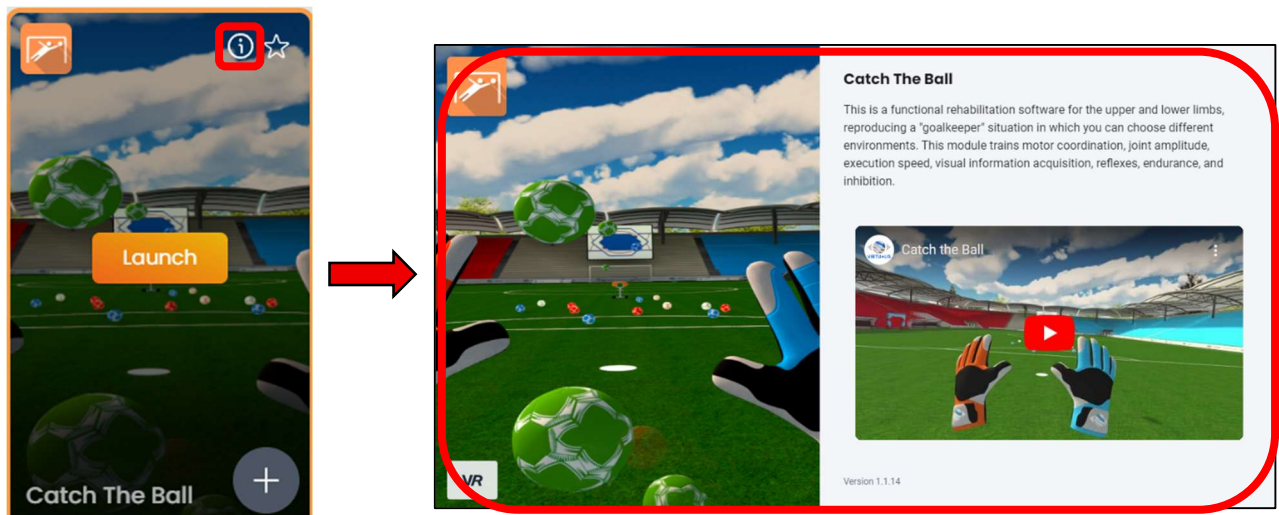 Launch
Catch The Ball
VR
Catch The Ball
This is a functional rehabilitation software for the upper and lower limbs,
reproducing a "goalkeeper" situation in which you can choose different
environments. This module trains motor coordination, joint amplitude,
execution speed, visual information acquisition, reflexes, endurance, and
inhibition.
VIRTUALIS
Catch the Ball
Version 1.1.14